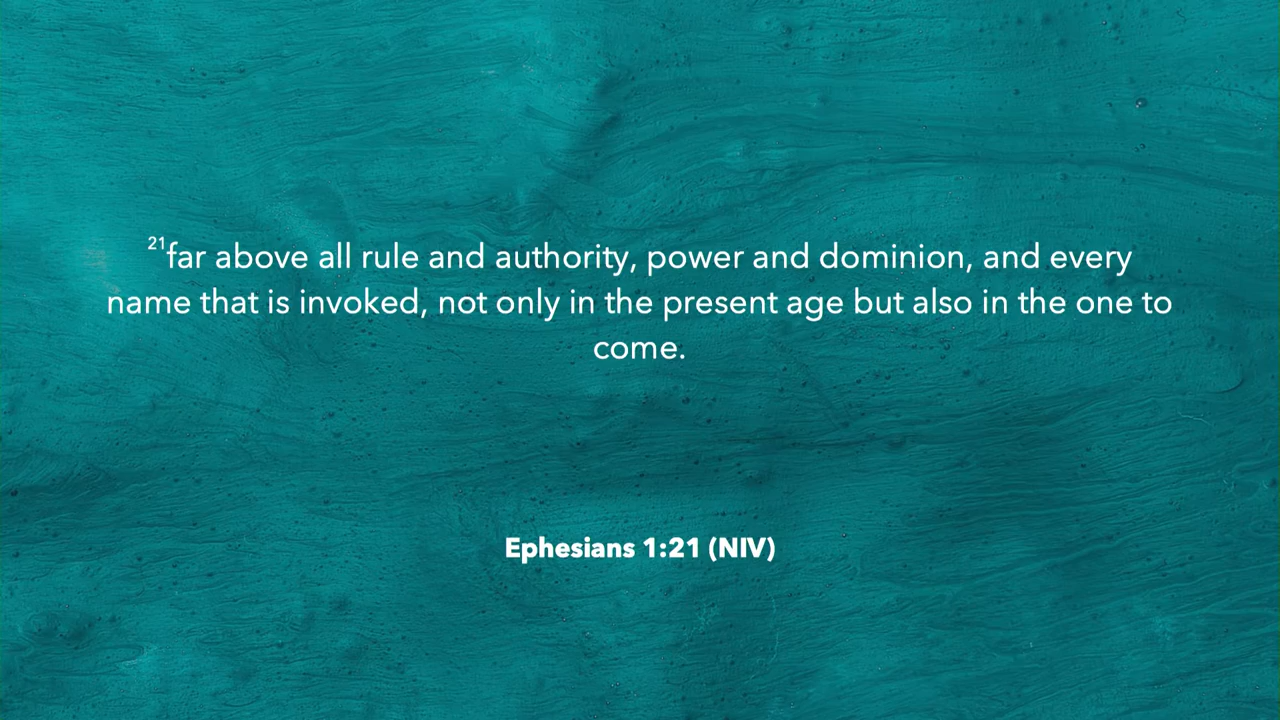 21far above all rule and authority, power and dominion, and every
name that is invoked, not only in the present age but also in the one to
come.
Ephesians 1:21 (NIV)